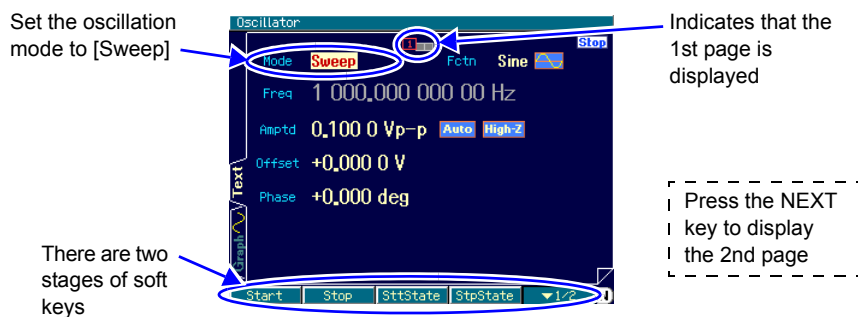 Set the oscillation
mode to [Sweep]
Indicates that the
1st page is
displayed
Oscillator
1
Stop
Mode Sweep Fctn Sine
Freq 1 000.000 000 00 Hz
Amptd 0.100 0 Vp-p Auto High-Z
Offset +0.000 0 V
Phase +0.000 deg
Text
Graph
Press the NEXT
key to display
the 2nd page
There are two
stages of soft
keys
Start Stop SttState StpState ▼1/2